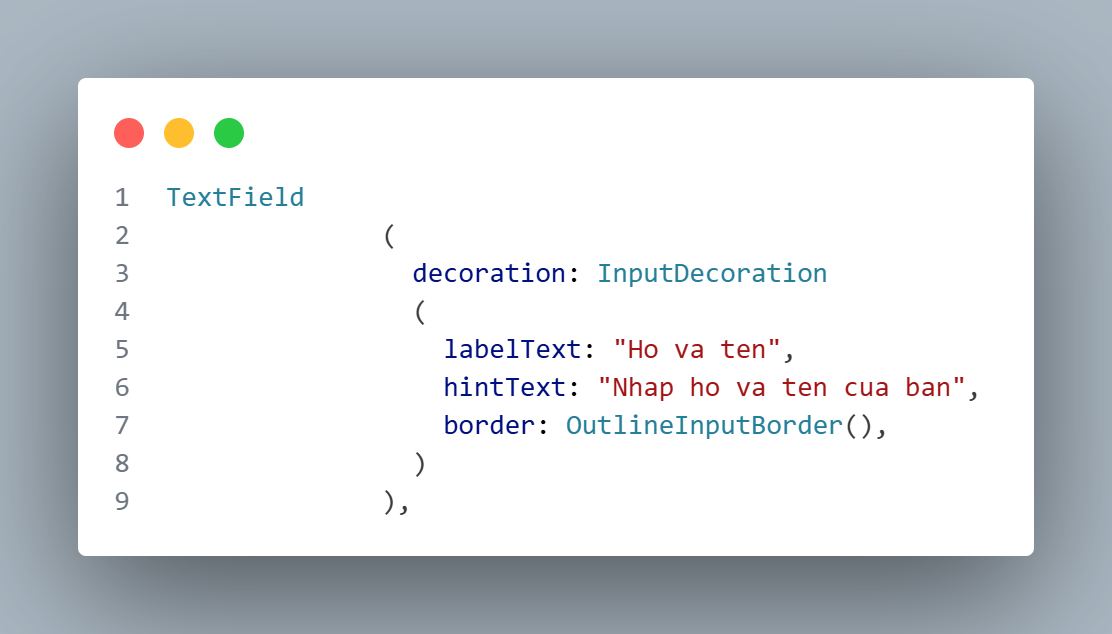 1 TextField
2 (
3 decoration: InputDecoration
4 (
5 labelText: "Ho va ten",
6 hintText: "Nhap ho va ten cua ban",
7 border: OutlineInputBorder(),
8 )
9 ),